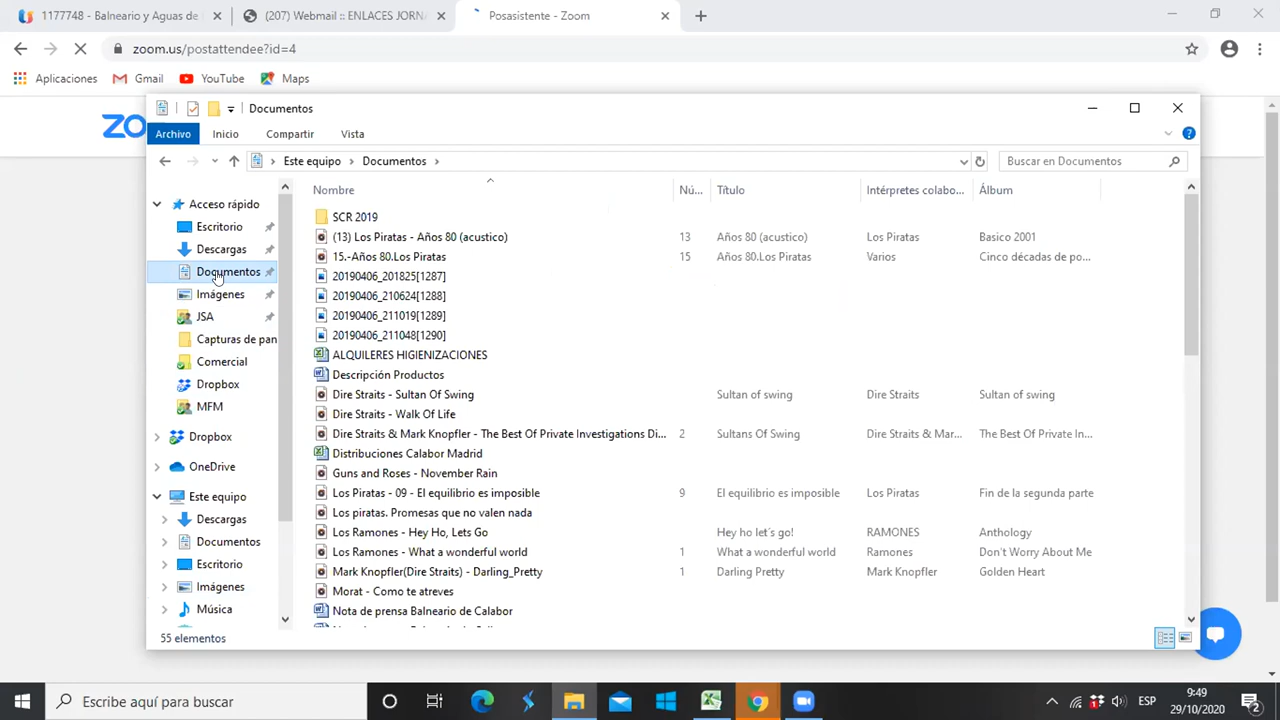 1177748 - Balneario y Aguas de
(207) Webmail :: ENLACES JORNA
Posasistente - Zoom
zoom.us/postattendee?id=4
Aplicaciones
Gmail
YouTube
Maps
ZO
Documentos
Archivo
Inicio
Compartir
Vista
Este equipo > Documentos >
Buscar en Documentos
Nombre
Nú...
Título
Intérpretes colabo...
Álbum
Acceso rápido
Escritorio
Descargas
Documentos
Imágenes
JSA
Capturas de pan
Comercial
Dropbox
MFM
Dropbox
OneDrive
Este equipo
Descargas
Documentos
Escritorio
Imágenes
Música
SCR 2019
(13) Los Piratas - Años 80 (acustico) 13 Años 80 (acustico) Los Piratas Basico 2001
15.-Años 80.Los Piratas 15 Años 80.Los Piratas Varios Cinco décadas de po...
20190406_201825[1287]
20190406_210624[1288]
20190406_211019[1289]
20190406_211048[1290]
ALQUILERES HIGIENIZACIONES
Descripción Productos
Dire Straits - Sultan Of Swing Sultan of swing Dire Straits Sultan of swing
Dire Straits - Walk Of Life
Dire Straits & Mark Knopfler - The Best Of Private Investigations Di... 2 Sultans Of Swing Dire Straits & Mar... The Best Of Private In...
Distribuciones Calabor Madrid
Guns and Roses - November Rain
Los Piratas - 09 - El equilibrio es imposible 9 El equilibrio es imposible Los Piratas Fin de la segunda parte
Los piratas. Promesas que no valen nada
Los Ramones - Hey Ho, Lets Go Hey ho let´s go! RAMONES Anthology
Los Ramones - What a wonderful world 1 What a wonderful world Ramones Don't Worry About Me
Mark Knopfler(Dire Straits) - Darling_Pretty 1 Darling Pretty Mark Knopfler Golden Heart
Morat - Como te atreves
Nota de prensa Balneario de Calabor
55 elementos
Escribe aquí para buscar
ESP
9:49
29/10/2020
2